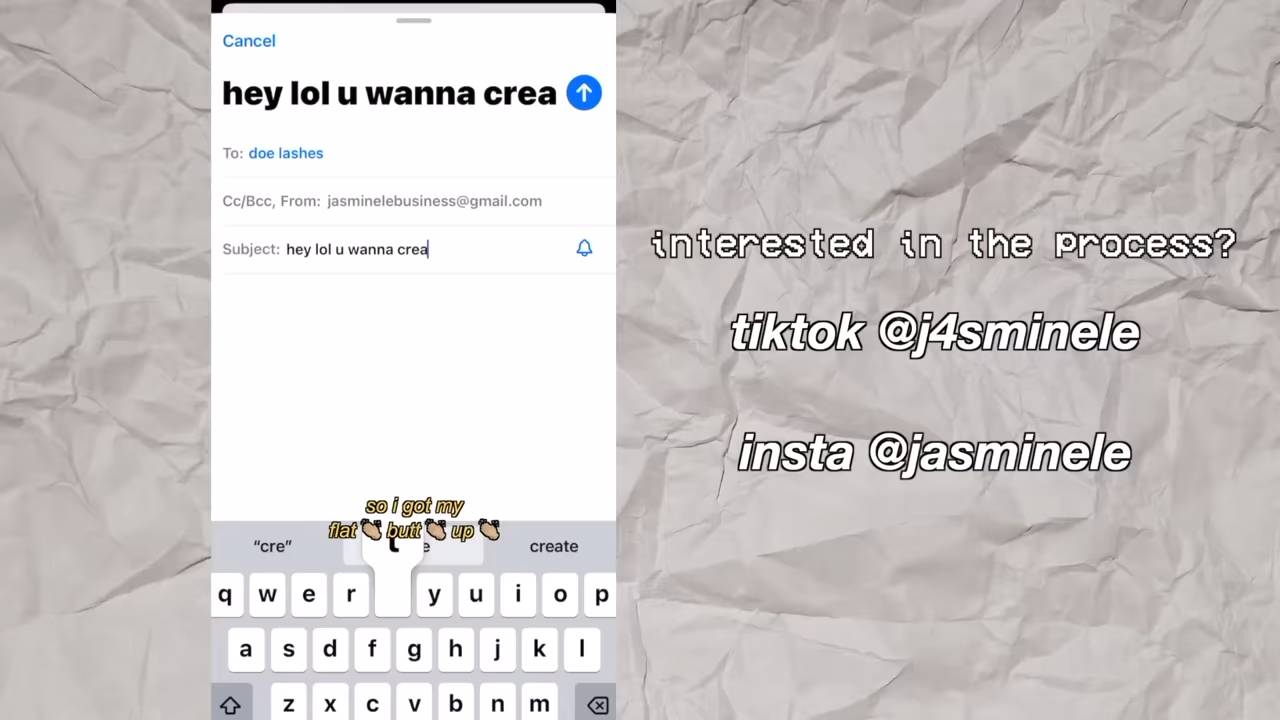 Cancel
hey lol u wanna crea
To: doe lashes
Cc/Bcc, From: jasminelebusiness@gmail.com
Subject: hey lol u wanna crea
so i got my
flat 👏🏼 butt 👏🏼 up 👏🏼
“cre” create
q w e r t y u i o p
a s d f g h j k l
z x c v b n m
interested in the process?
tiktok @j4sminele
insta @jasminele